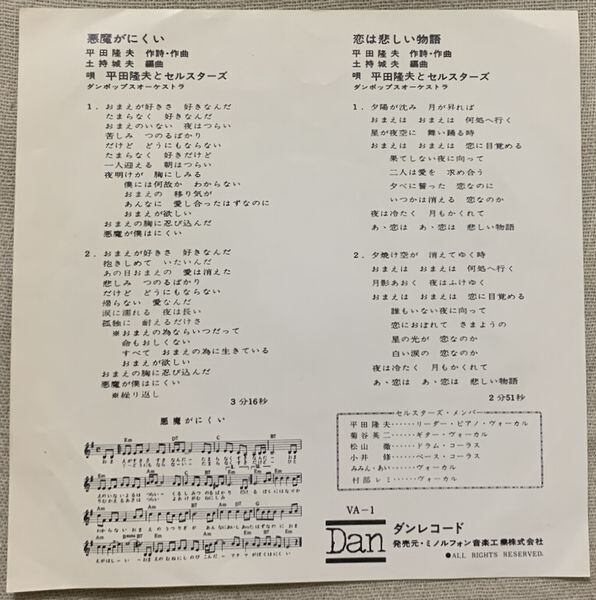 悪魔がにくい
平田隆夫 作詩・作曲
土持城夫 編曲
唄 平田隆夫とセルスターズ
ダンポップスオーケストラ
1. おまえが好きさ 好きなんだ
たまらなく 好きなんだ
おまえのいない 夜はつらい
苦しみ つのるばかり
だけど どうにもならない
たまらなく 好きだけど
一人迎える 朝はつらい
夜明けが 胸にしみる
僕には何故か わからない
おまえの 移り気が
あんなに 愛し合ったはずなのに
おまえが欲しい
おまえの胸に忍び込んだ
悪魔が僕はにくい
2. おまえが好きさ 好きなんだ
抱きしめて いたいんだ
あの日おまえの 愛は消えた
悲しみ つのるばかり
だけど どうにもならない
帰らない 愛なんだ
涙に濡れる 夜は長い
孤独に 耐えるだけさ
※おまえの為ならいつだって
命もおしくない
すべて おまえの為に生きている
おまえが欲しい
おまえの胸に忍び込んだ
悪魔が僕はにくい
※繰り返し
3分16秒
悪魔がにくい
恋は悲しい物語
平田隆夫 作詩・作曲
土持城夫 編曲
唄 平田隆夫とセルスターズ
ダンポップスオーケストラ
1. 夕陽が沈み 月が昇れば
おまえは おまえは 何処へ行く
星が夜空に 舞い踊る時
おまえは おまえは 恋に目覚める
果てしない夜に向って
二人は愛を 求め合う
夕べに誓った 恋なのに
いつかは消える 恋なのか
夜は冷たく 月もかくれて
あゝ恋は あゝ恋は 悲しい物語
2. 夕焼け空が 消えてゆく時
おまえは おまえは 何処へ行く
月影あおく 夜はふけゆく
おまえは おまえは 恋に目覚める
誰もいない夜に向って
恋におぼれて さまようの
星の光が 恋なのか
白い涙の 恋なのか
夜は冷たく 月もかくれて
あゝ恋は あゝ恋は 悲しい物語
2分51秒
セルスターズ・メンバー
平田隆夫……リーダー・ピアノ・ヴォーカル
菊谷英二……ギター・ヴォーカル
松山 徹……ドラム・コーラス
小井 修……ベース・コーラス
みみん・あい……ヴォーカル
村部レミ……ヴォーカル
VA-1
Dan
ダンレコード
発売元・ミノルフォン音楽工業株式会社
●ALL RIGHTS RESERVED.